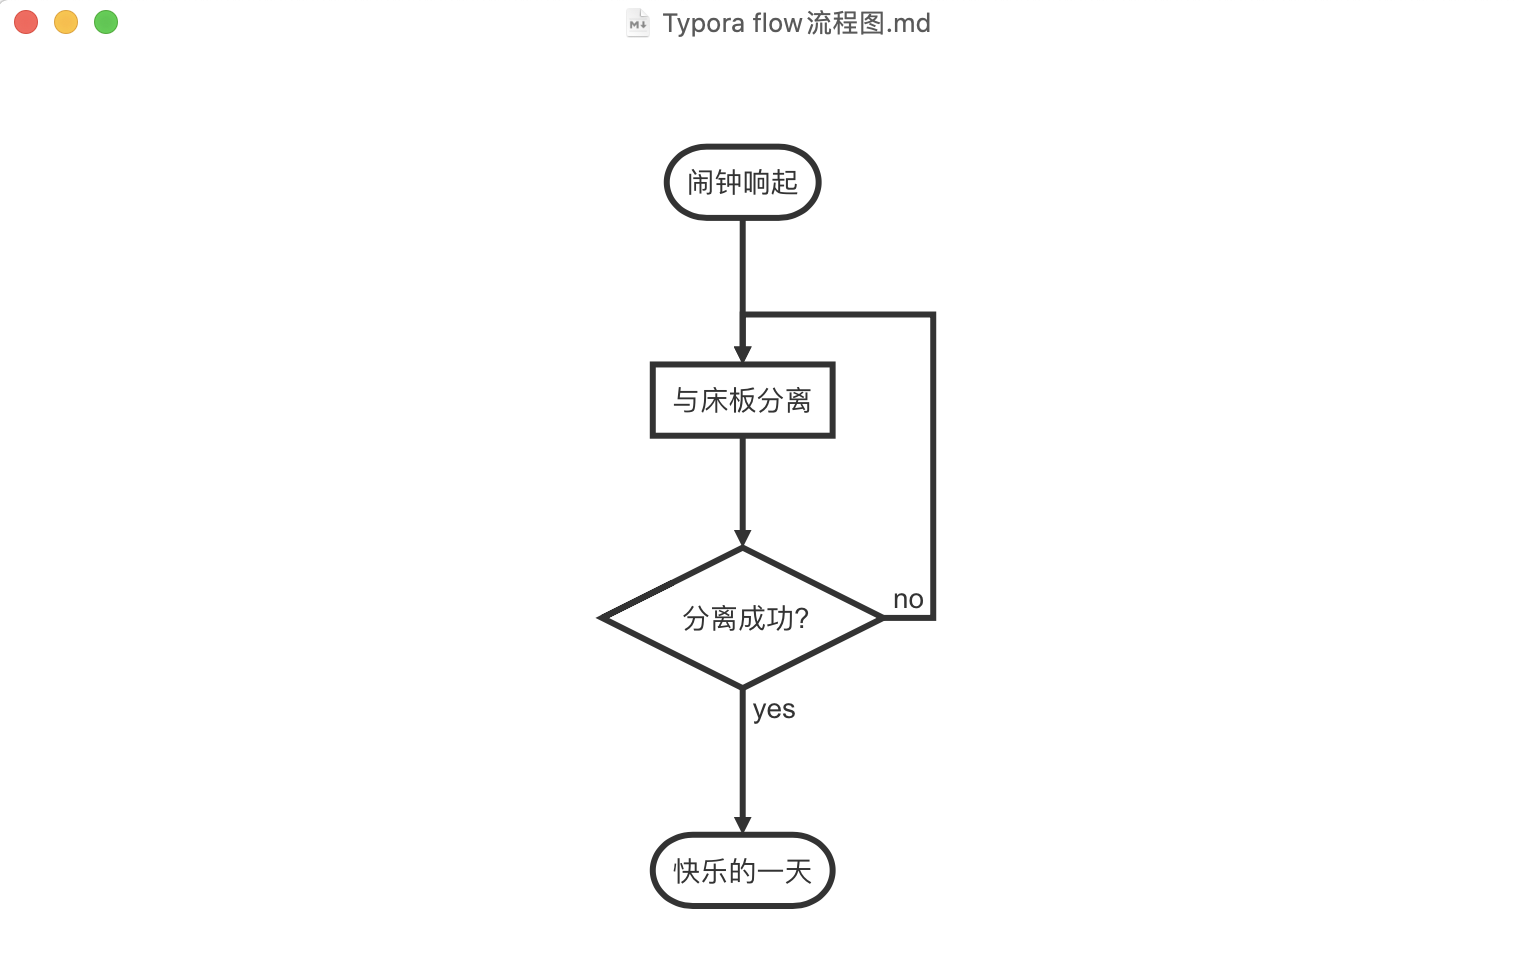 Typora flow流程图.md
闹钟响起
与床板分离
分离成功?
no
yes
快乐的一天